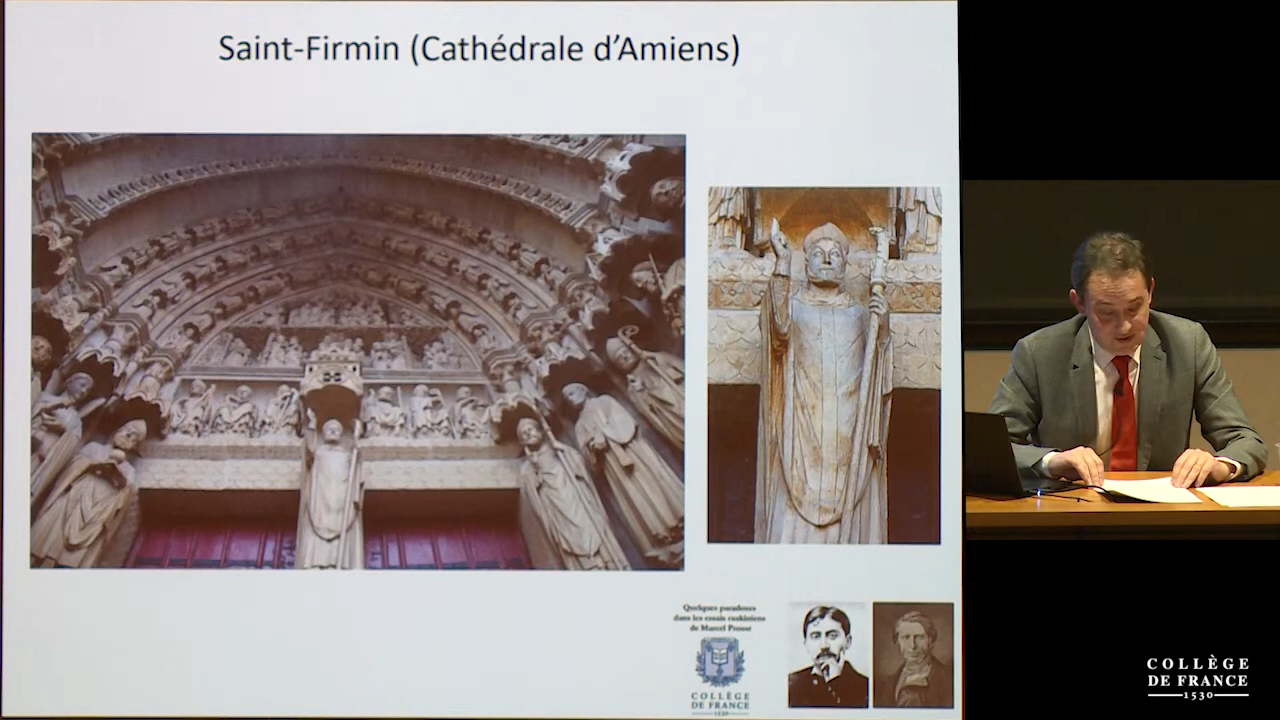 Saint-Firmin (Cathédrale d’Amiens)
Quelques paradoxes
dans les essais ruskiniens
de Marcel Proust
COLLÈGE
DE FRANCE
1530
COLLÈGE
DE FRANCE
1530